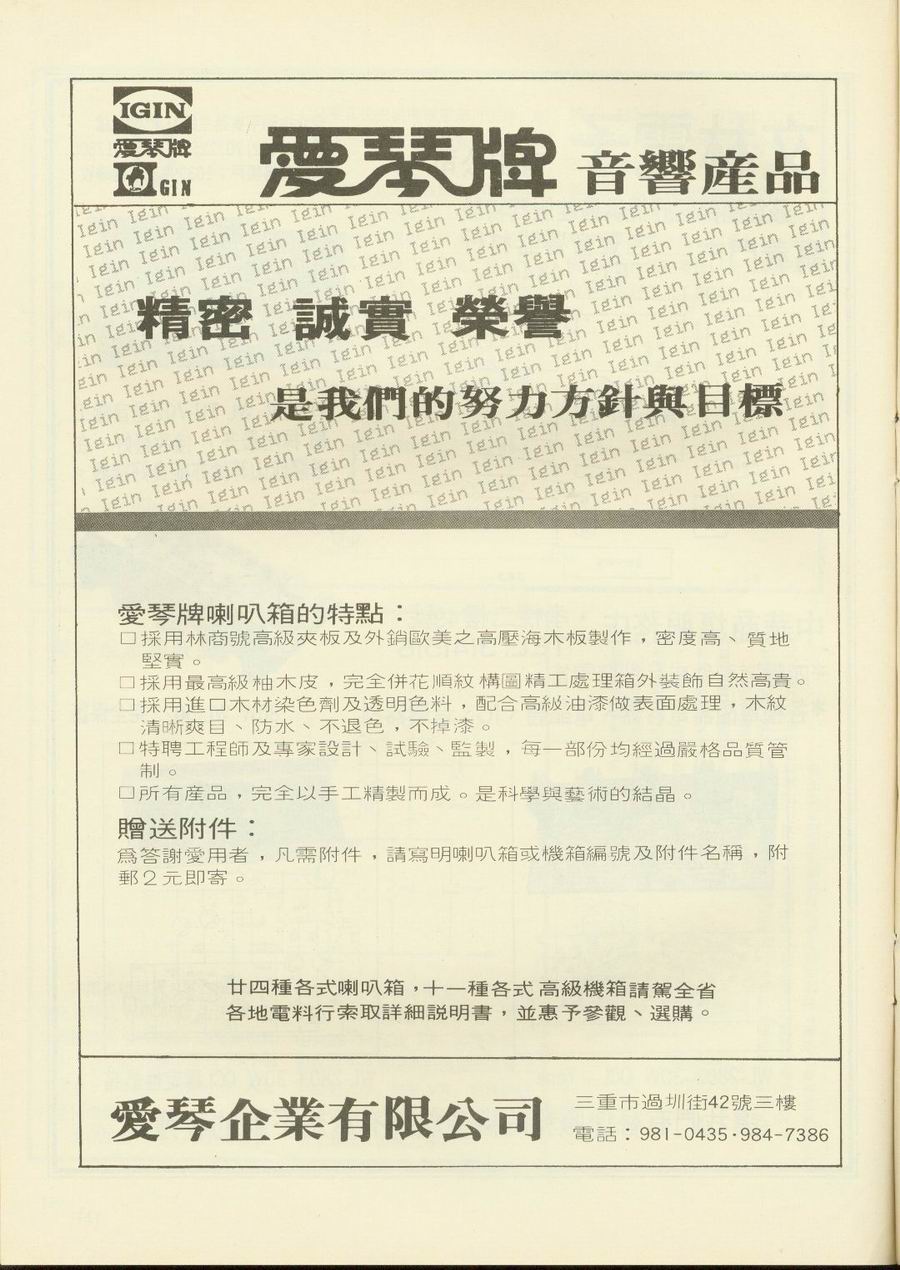 IGIN
愛琴牌
IGIN
愛琴牌 音響産品
精密 誠實 榮譽
是我們的努力方針與目標
愛琴牌喇叭箱的特點：
□採用林商號高級夾板及外銷歐美之高壓海木板製作，密度高、質地
堅實。
□採用最高級柚木皮，完全併花順紋構圖精工處理箱外裝飾自然高貴。
□採用進口木材染色劑及透明色料，配合高級油漆做表面處理，木紋
清晰爽目、防水、不退色，不掉漆。
□特聘工程師及專家設計、試驗、監製，每一部份均經過嚴格品質管
制。
□所有産品，完全以手工精製而成。是科學與藝術的結晶。
贈送附件：
爲答謝愛用者，凡需附件，請寫明喇叭箱或機箱編號及附件名稱，附
郵2元即寄。
廿四種各式喇叭箱，十一種各式高級機箱請駕全省
各地電料行索取詳細説明書，並惠予參觀、選購。
愛琴企業有限公司
三重市過圳街42號三樓
電話：981-0435·984-7386